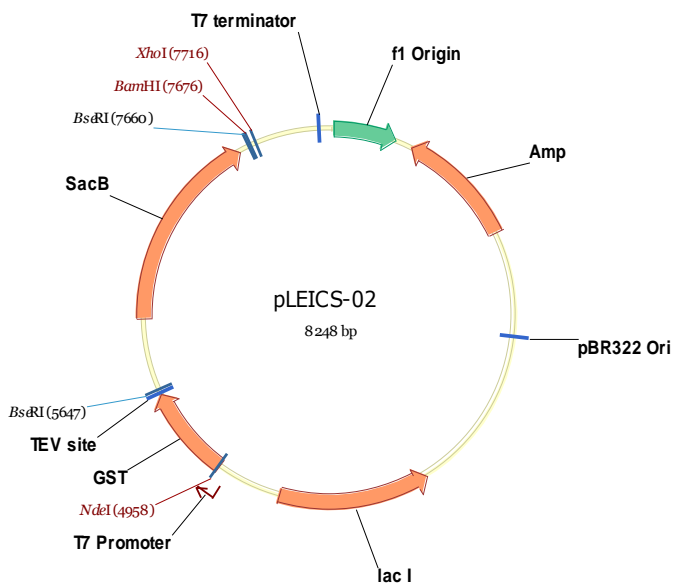 T7 terminator
f1 Origin
XhoI (7716)
BamHI (7676)
BseRI (7660)
Amp
SacB
pLEICS-02
8248 bp
pBR322 Ori
BseRI (5647)
TEV site
GST
NdeI (4958)
T7 Promoter
lac I